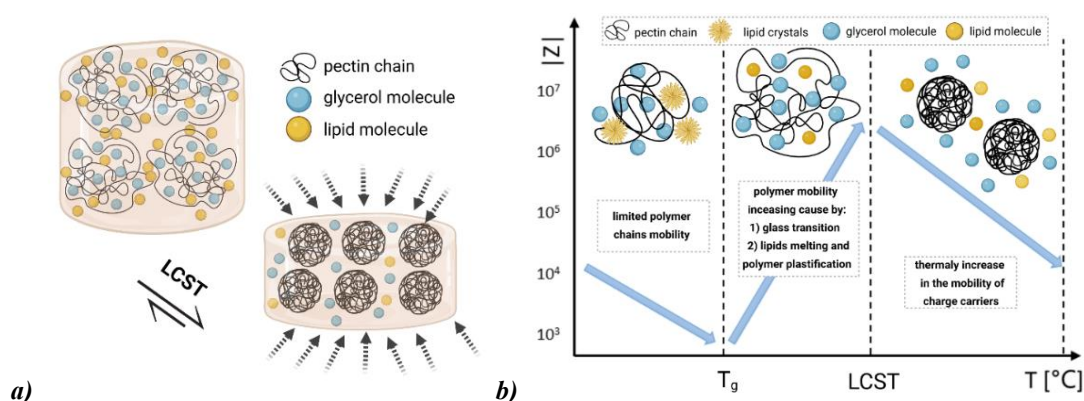 pectin chain
glycerol molecule
lipid molecule
LCST
a)
|Z|
pectin chain lipid crystals glycerol molecule lipid molecule
10⁷
10⁶
10⁵
10⁴
10³
limited polymer
chains mobility
polymer mobility
inceasing cause by:
1) glass transition
2) lipids melting and
polymer plastification
thermaly increase
in the mobility of
charge carriers
Tg LCST T [°C]
b)